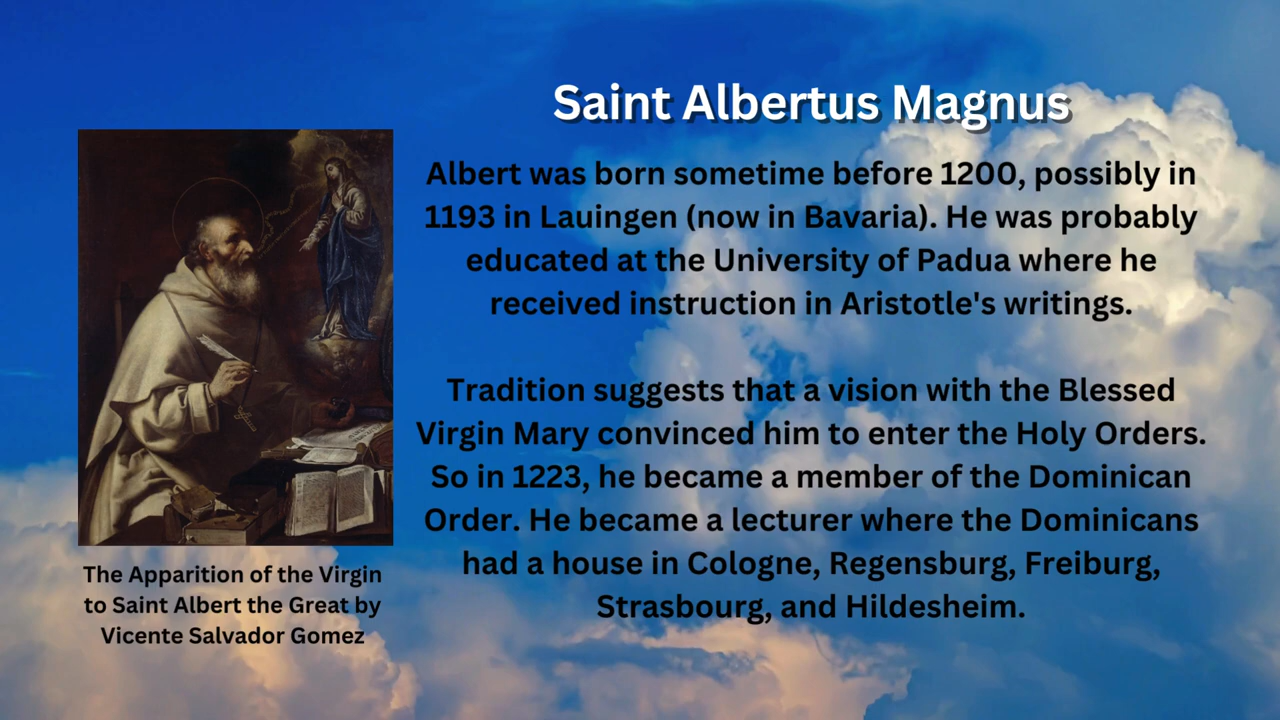 Saint Albertus Magnus
Albert was born sometime before 1200, possibly in
1193 in Lauingen (now in Bavaria). He was probably
educated at the University of Padua where he
received instruction in Aristotle's writings.
Tradition suggests that a vision with the Blessed
Virgin Mary convinced him to enter the Holy Orders.
So in 1223, he became a member of the Dominican
Order. He became a lecturer where the Dominicans
had a house in Cologne, Regensburg, Freiburg,
Strasbourg, and Hildesheim.
The Apparition of the Virgin
to Saint Albert the Great by
Vicente Salvador Gomez